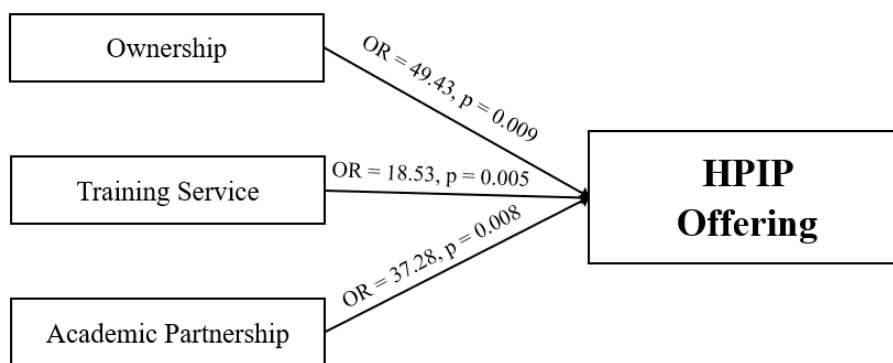 Ownership
OR = 49.43, p = 0.009
Training Service
OR = 18.53, p = 0.005
HPIP
Offering
OR = 37.28, p = 0.008
Academic Partnership